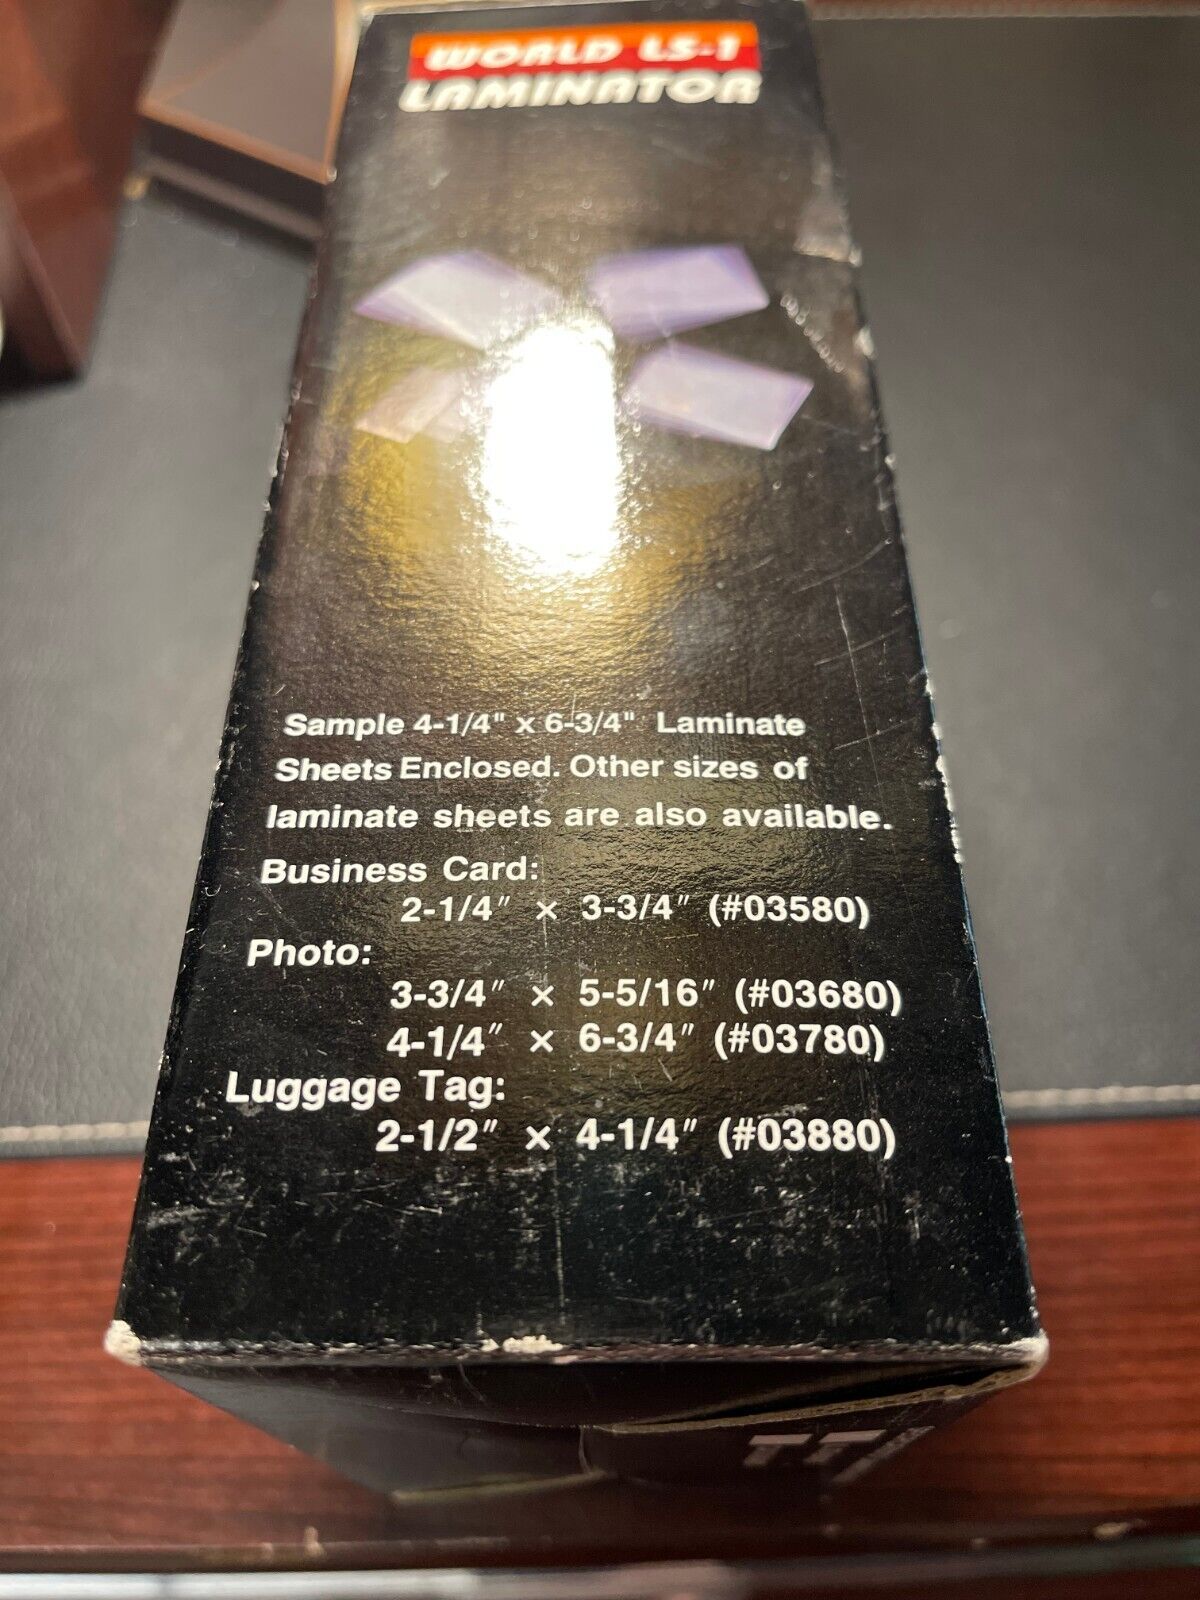 WORLD LS-1
LAMINATOR
Sample 4-1/4" x 6-3/4" Laminate
Sheets Enclosed. Other sizes of
laminate sheets are also available.
Business Card:
2-1/4" × 3-3/4" (#03580)
Photo:
3-3/4" × 5-5/16" (#03680)
4-1/4" × 6-3/4" (#03780)
Luggage Tag:
2-1/2" × 4-1/4" (#03880)